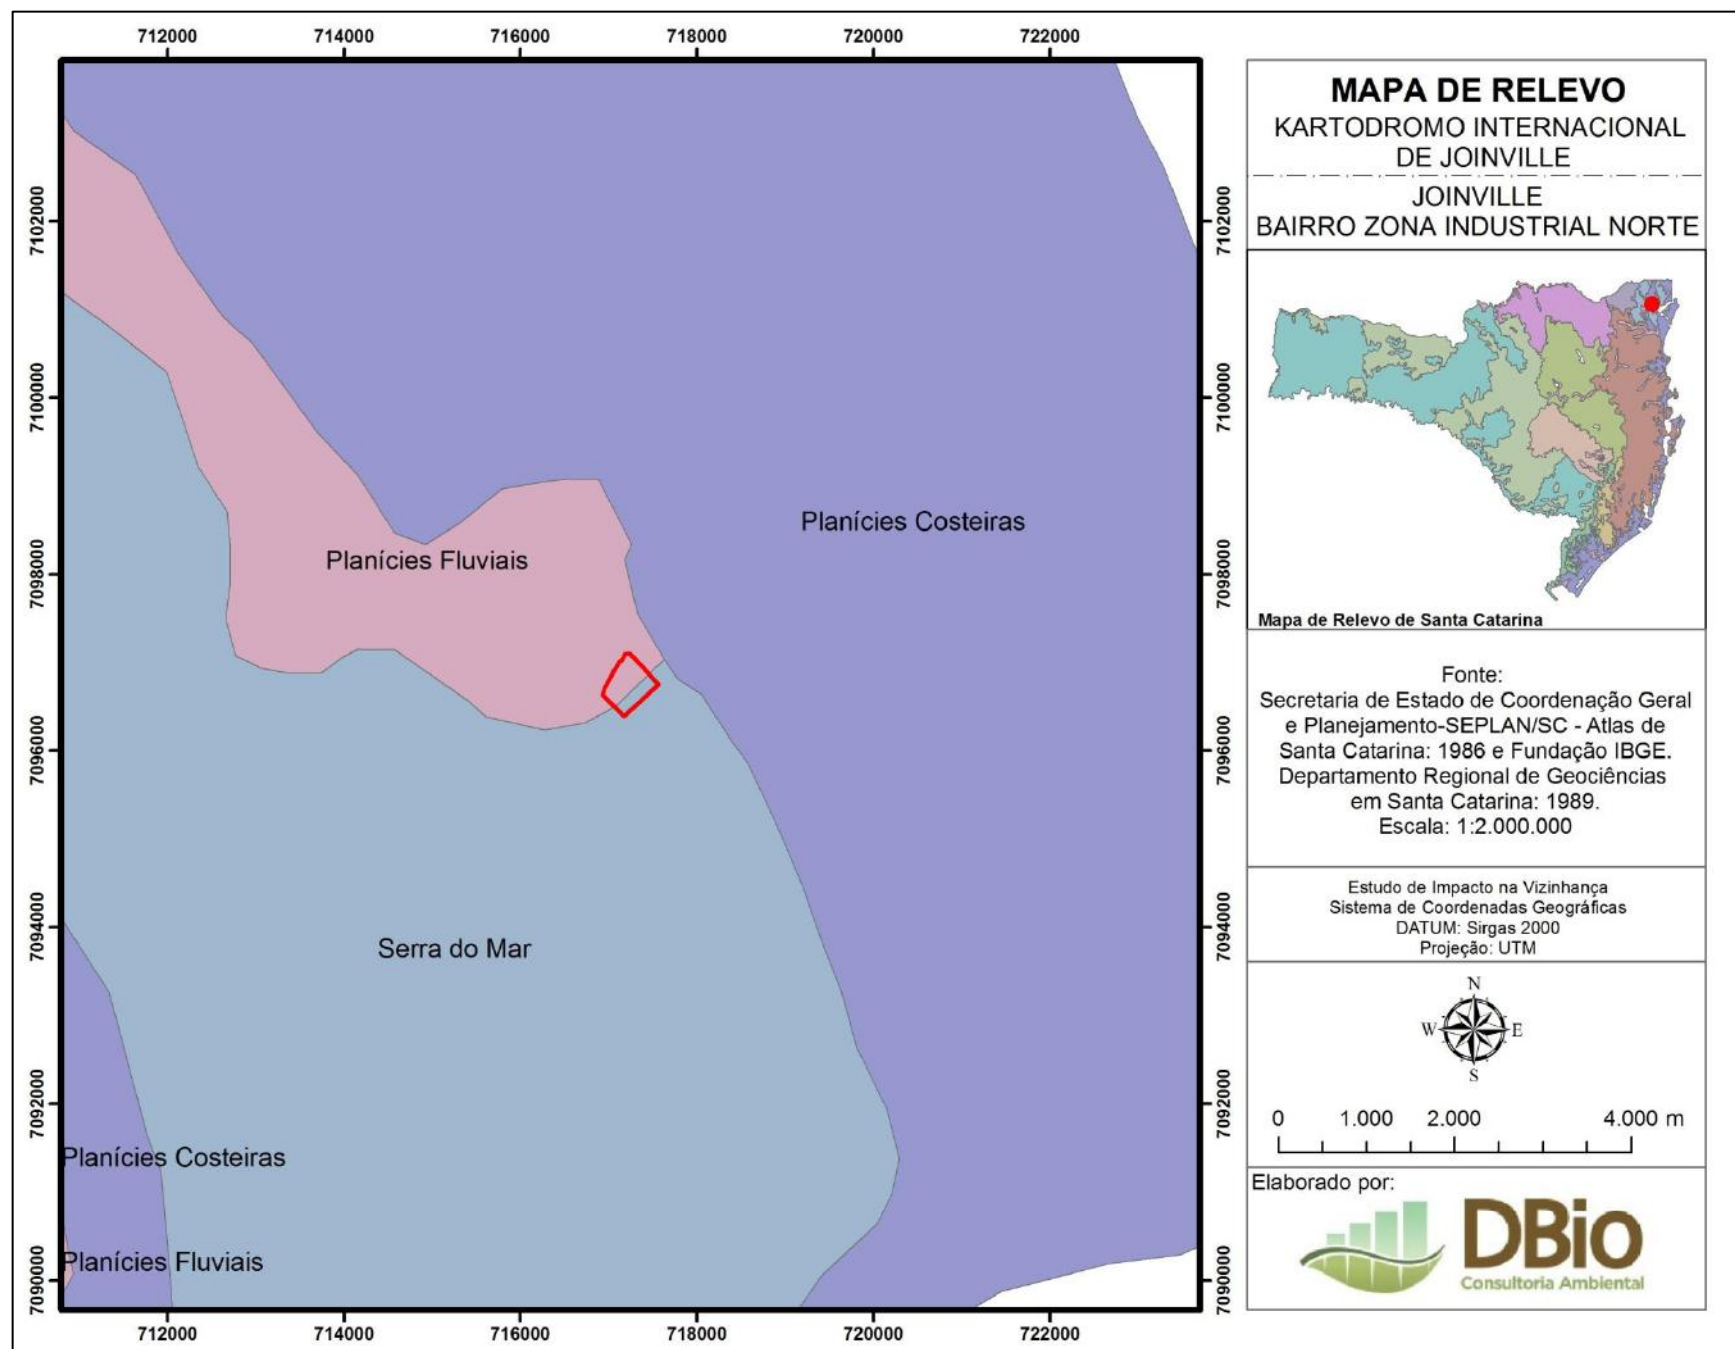 712000 714000 716000 718000 720000 722000
7102000
7100000
7098000
7096000
7094000
7092000
7090000
Planícies Costeiras
Planícies Fluviais
Serra do Mar
Planícies Costeiras
Planícies Fluviais
7102000
7100000
7098000
7096000
7094000
7092000
7090000
712000 714000 716000 718000 720000 722000
MAPA DE RELEVO
KARTODROMO INTERNACIONAL
DE JOINVILLE
JOINVILLE
BAIRRO ZONA INDUSTRIAL NORTE
Mapa de Relevo de Santa Catarina
Fonte:
Secretaria de Estado de Coordenação Geral
e Planejamento-SEPLAN/SC - Atlas de
Santa Catarina: 1986 e Fundação IBGE.
Departamento Regional de Geociências
em Santa Catarina: 1989.
Escala: 1:2.000.000
Estudo de Impacto na Vizinhança
Sistema de Coordenadas Geográficas
DATUM: Sirgas 2000
Projeção: UTM
N
W E
S
0 1.000 2.000 4.000 m
Elaborado por:
DBio
Consultoria Ambiental